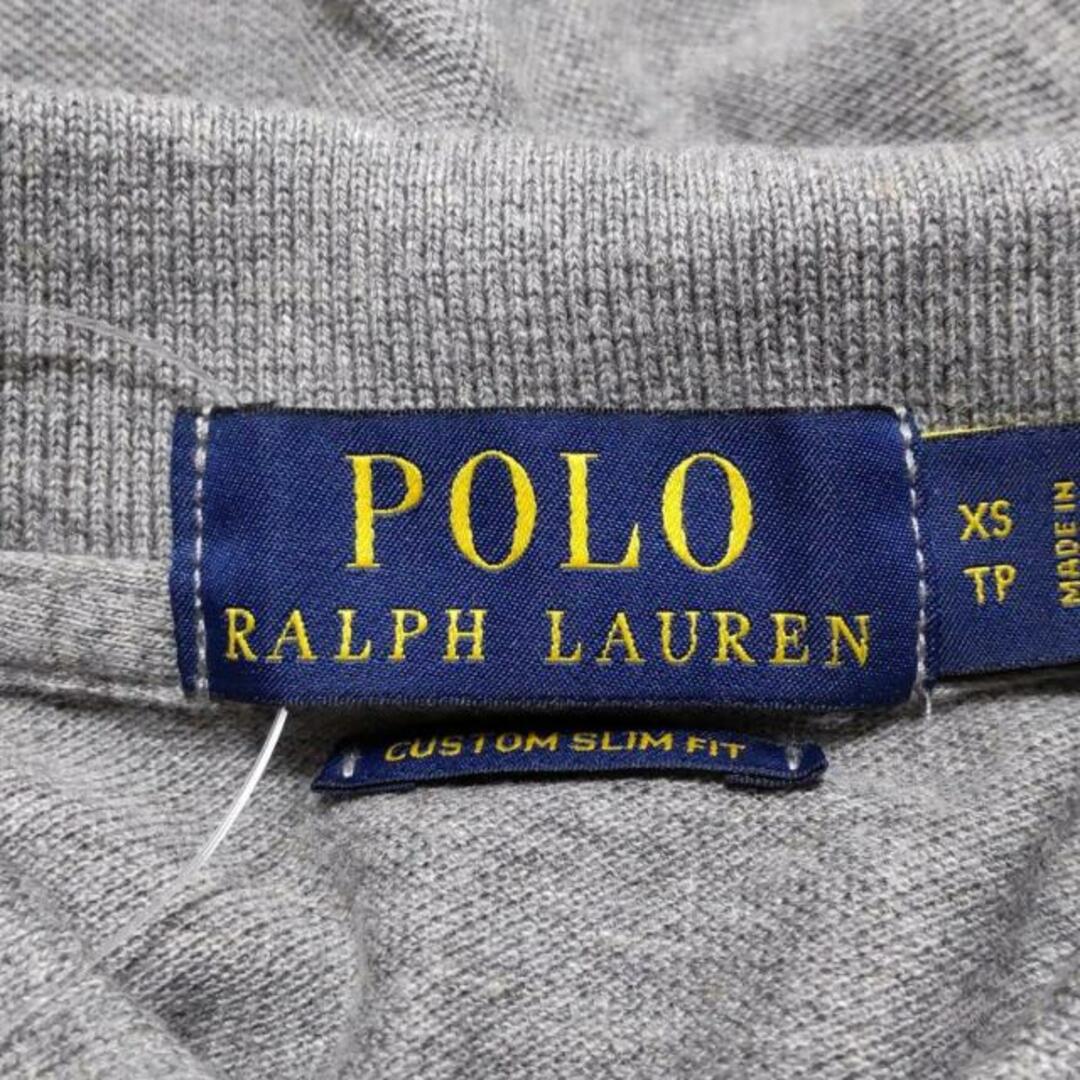 POLO
RALPH LAUREN
CUSTOM SLIM FIT
XS
TP
MADE IN